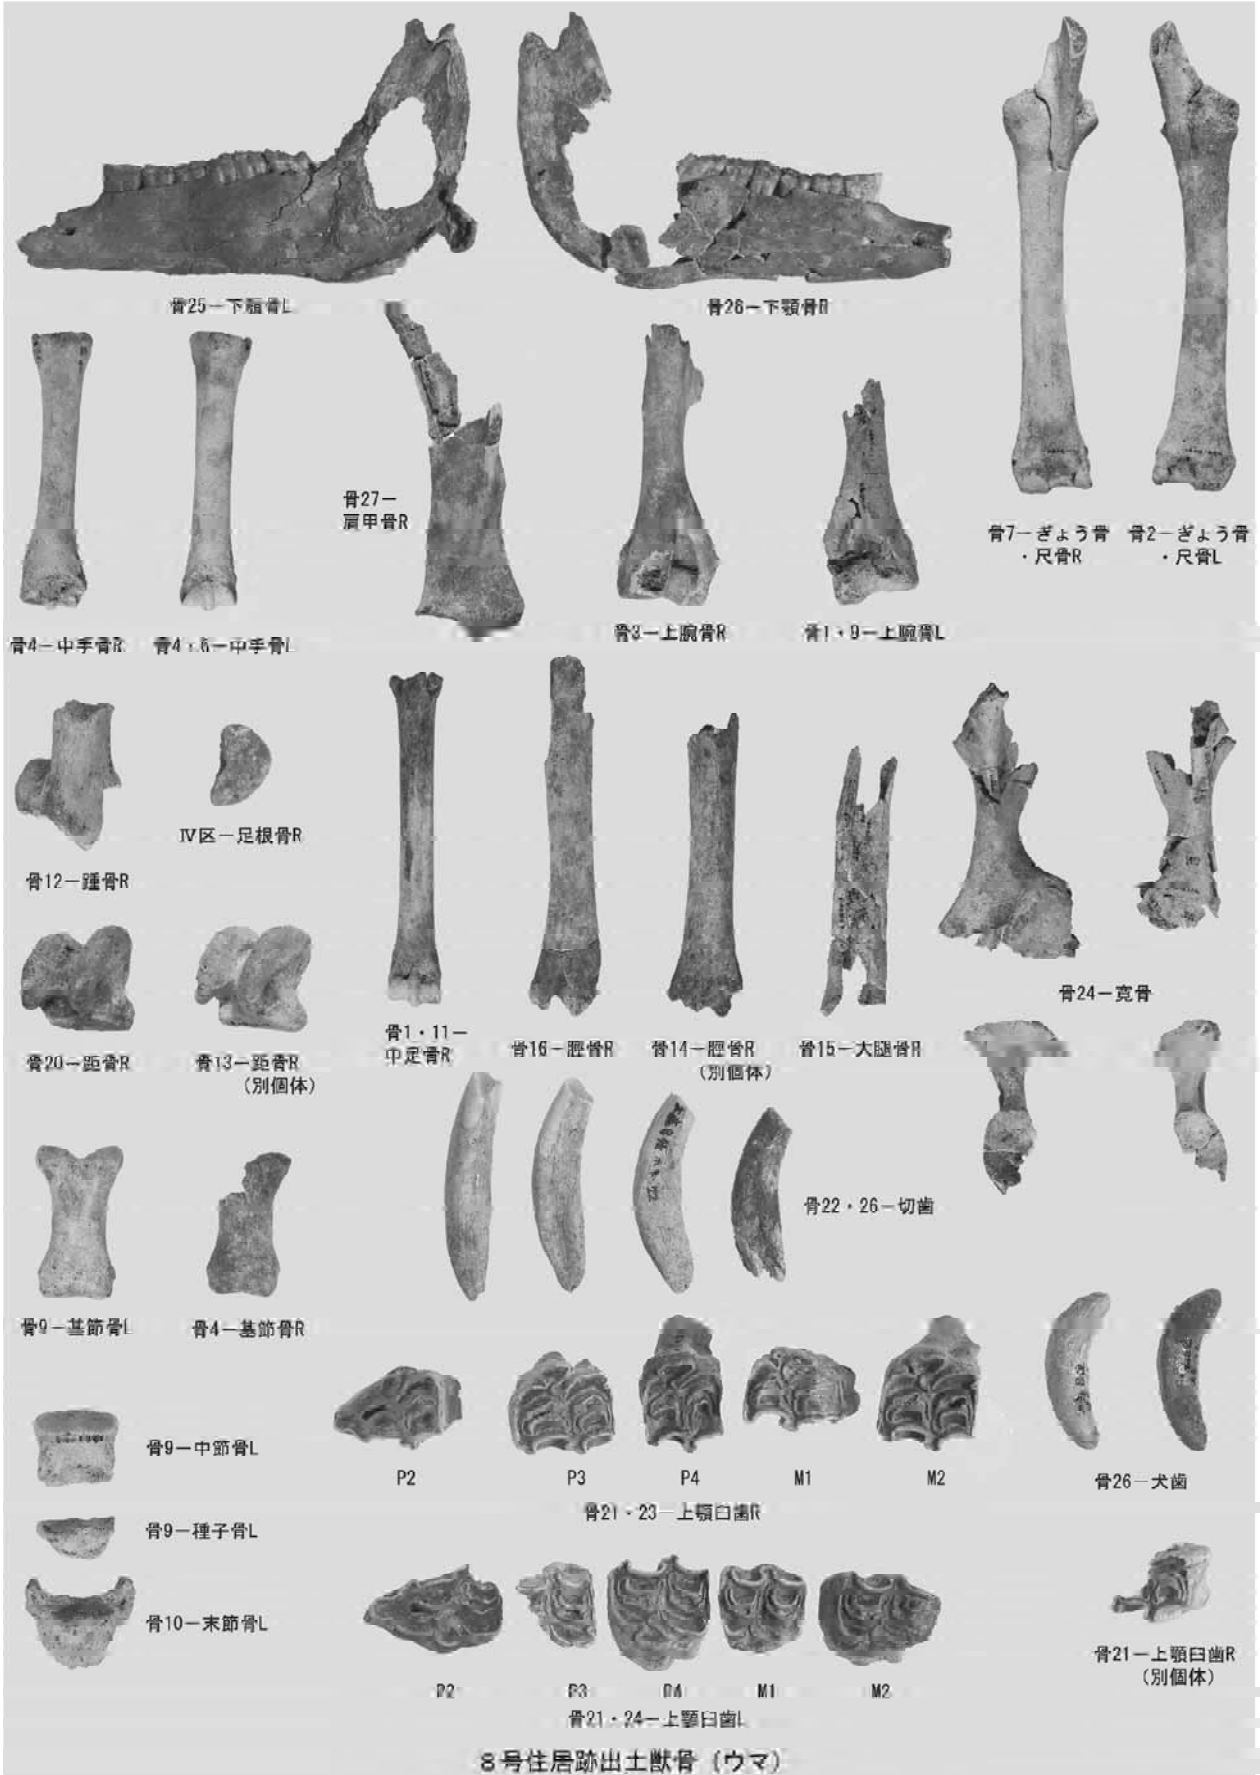 骨25－下顎骨L
骨26－下顎骨R
骨7－ぎょう骨
・尺骨R
骨2－ぎょう骨
・尺骨L
骨27－
肩甲骨R
骨3－上腕骨R
骨1・9－上腕骨L
骨4－中手骨R
骨4・6－中手骨L
骨12－踵骨R
Ⅳ区－足根骨R
骨20－距骨R
骨13－距骨R
(別個体)
骨1・11－
中足骨R
骨16－脛骨R
骨14－脛骨R
(別個体)
骨15－大腿骨R
骨24－寛骨
骨22・26－切歯
骨9－基節骨L
骨4－基節骨R
骨9－中節骨L
骨9－種子骨L
骨10－末節骨L
P2
P3
P4
M1
M2
骨21・23－上顎臼歯R
骨26－犬歯
P2
P3
P4
M1
M2
骨21・24－上顎臼歯L
骨21－上顎臼歯R
(別個体)
8号住居跡出土獣骨(ウマ)